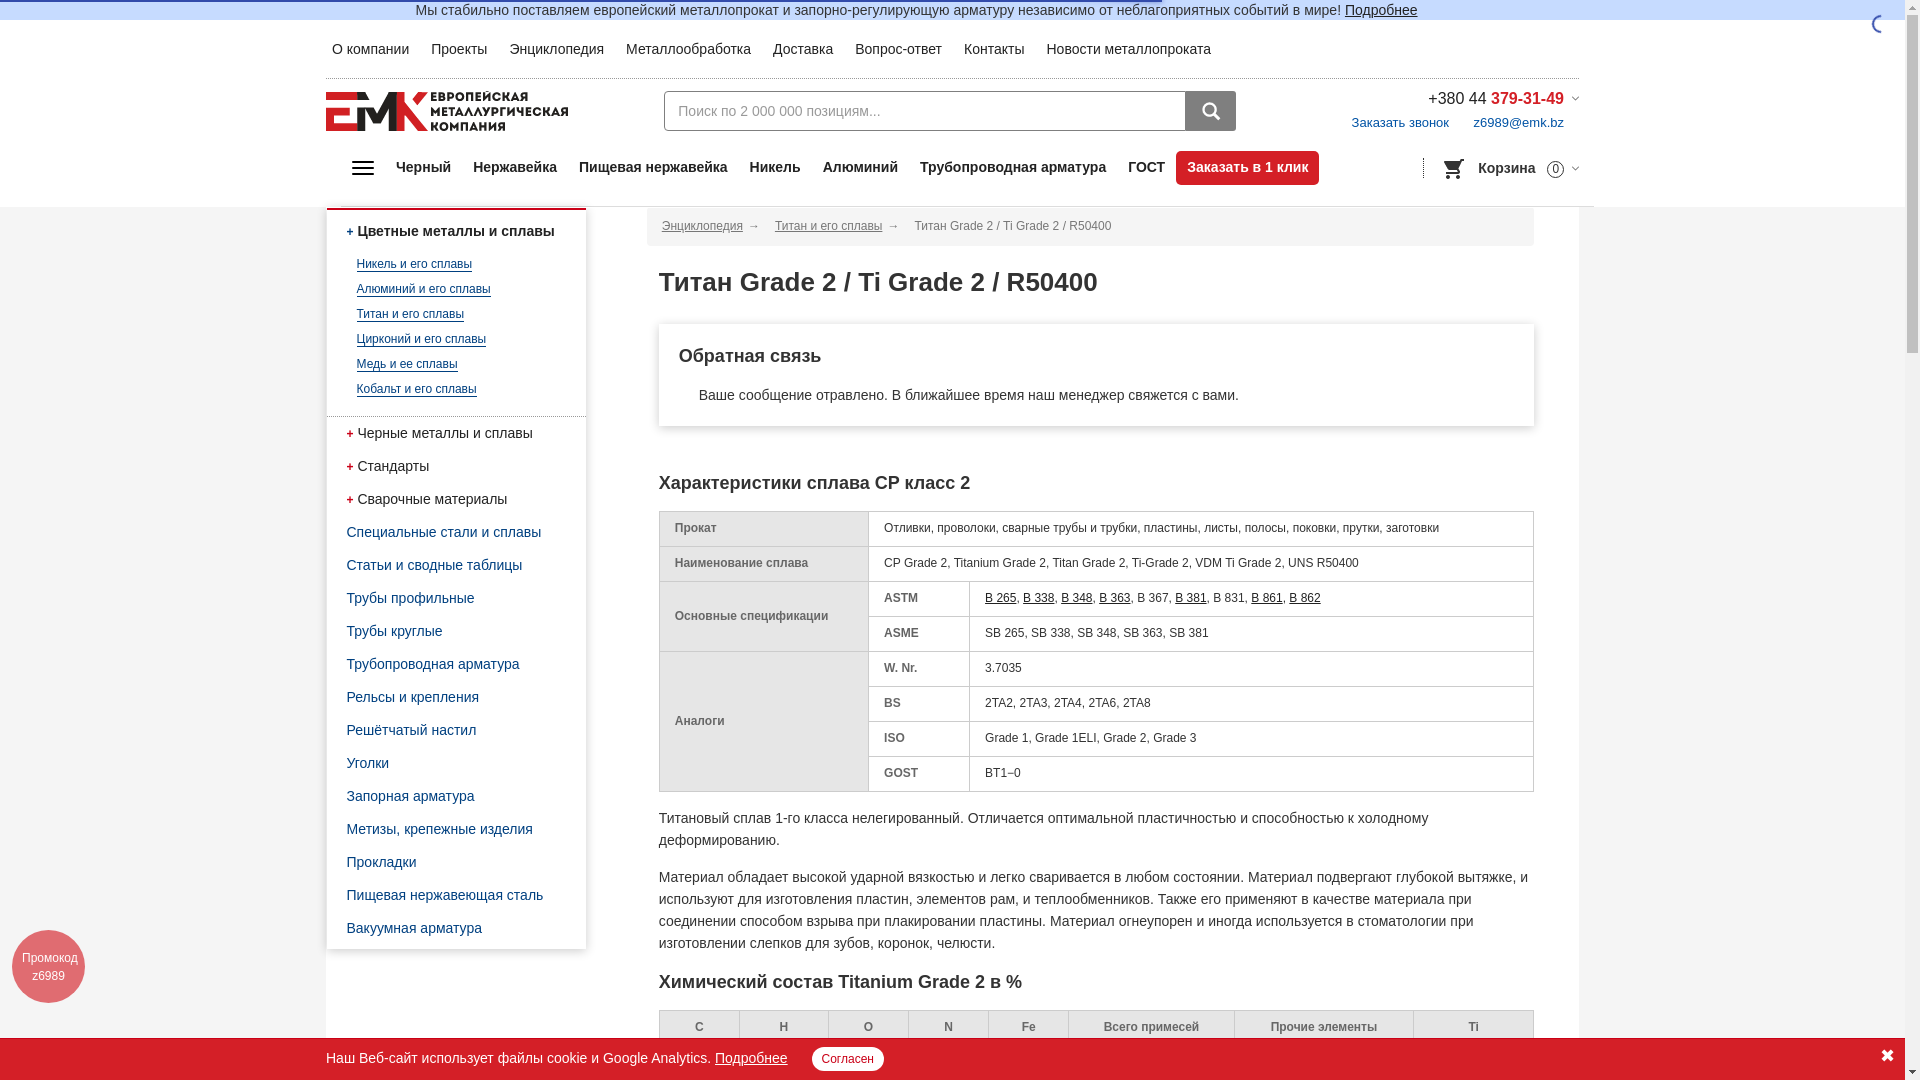 Мы стабильно поставляем европейский металлопрокат и запорно-регулирующую арматуру независимо от неблагоприятных событий в мире! Подробнее
О компании Проекты Энциклопедия Металлообработка Доставка Вопрос-ответ Контакты Новости металлопроката
ЕМК ЕВРОПЕЙСКАЯ
МЕТАЛЛУРГИЧЕСКАЯ
КОМПАНИЯ
Поиск по 2 000 000 позициям...
+380 44 379-31-49
Заказать звонок z6989@emk.bz
Черный Нержавейка Пищевая нержавейка Никель Алюминий Трубопроводная арматура ГОСТ Заказать в 1 клик
Корзина 0
+ Цветные металлы и сплавы
Никель и его сплавы
Алюминий и его сплавы
Титан и его сплавы
Цирконий и его сплавы
Медь и ее сплавы
Кобальт и его сплавы
+ Черные металлы и сплавы
+ Стандарты
+ Сварочные материалы
Специальные стали и сплавы
Статьи и сводные таблицы
Трубы профильные
Трубы круглые
Трубопроводная арматура
Рельсы и крепления
Решётчатый настил
Уголки
Запорная арматура
Метизы, крепежные изделия
Прокладки
Пищевая нержавеющая сталь
Вакуумная арматура
Энциклопедия → Титан и его сплавы → Титан Grade 2 / Ti Grade 2 / R50400
Титан Grade 2 / Ti Grade 2 / R50400
Обратная связь
Ваше сообщение отравлено. В ближайшее время наш менеджер свяжется с вами.
Характеристики сплава СР класс 2
Прокат Отливки, проволоки, сварные трубы и трубки, пластины, листы, полосы, поковки, прутки, заготовки
Наименование сплава CP Grade 2, Titanium Grade 2, Titan Grade 2, Ti-Grade 2, VDM Ti Grade 2, UNS R50400
Основные спецификации
ASTM B 265, B 338, B 348, B 363, B 367, B 381, B 831, B 861, B 862
ASME SB 265, SB 338, SB 348, SB 363, SB 381
Аналоги
W. Nr. 3.7035
BS 2TA2, 2TA3, 2TA4, 2TA6, 2TA8
ISO Grade 1, Grade 1ELI, Grade 2, Grade 3
GOST ВТ1−0
Титановый сплав 1-го класса нелегированный. Отличается оптимальной пластичностью и способностью к холодному
деформированию.
Материал обладает высокой ударной вязкостью и легко сваривается в любом состоянии. Материал подвергают глубокой вытяжке, и
используют для изготовления пластин, элементов рам, и теплообменников. Также его применяют в качестве материала при
соединении способом взрыва при плакировании пластины. Материал огнеупорен и иногда используется в стоматологии при
изготовлении слепков для зубов, коронок, челюсти.
Химический состав Titanium Grade 2 в %
C H O N Fe Всего примесей Прочие элементы Ti
Промокод
z6989
Наш Веб-сайт использует файлы cookie и Google Analytics. Подробнее Согласен ✖